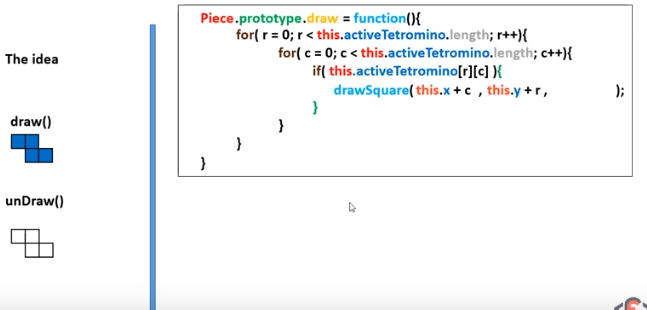 The idea
draw()
unDraw()
Piece.prototype.draw = function(){
for( r = 0; r < this.activeTetromino.length; r++){
for( c = 0; c < this.activeTetromino.length; c++){
if( this.activeTetromino[r][c] ){
drawSquare( this.x + c , this.y + r , );
}
}
}
}